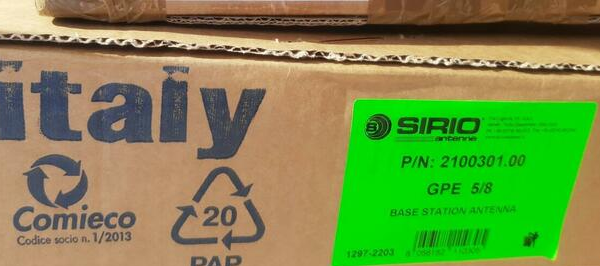 italy
Comieco
Codice socio n. 1/2013
20
PAP
SIRIO
antenne
P/N: 2100301.00
GPE 5/8
BASE STATION ANTENNA
1297-2203